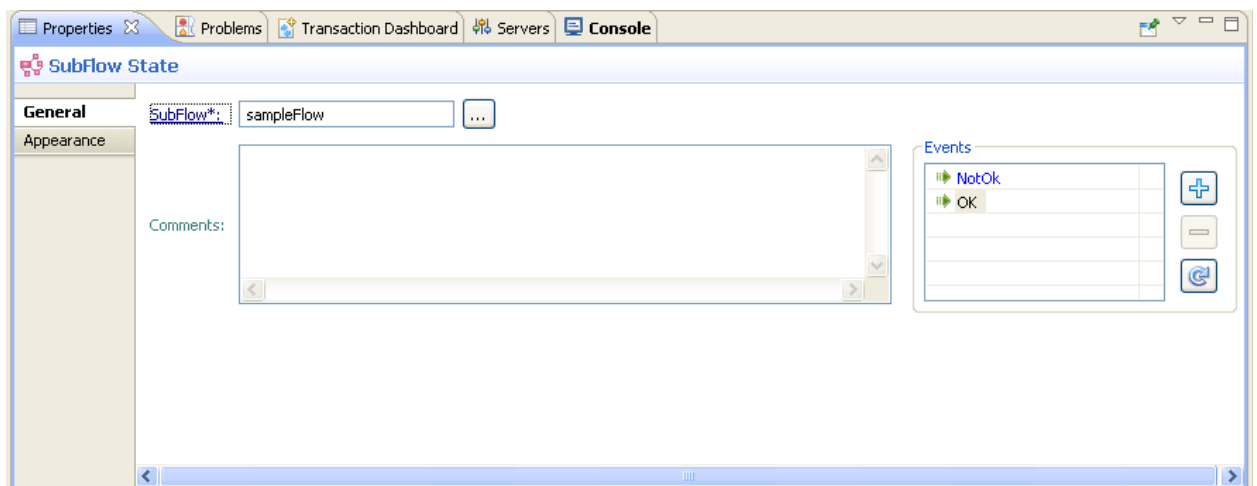 Properties Problems Transaction Dashboard Servers Console
SubFlow State
General
Appearance
SubFlow*: sampleFlow ...
Comments:
Events
NotOk
OK